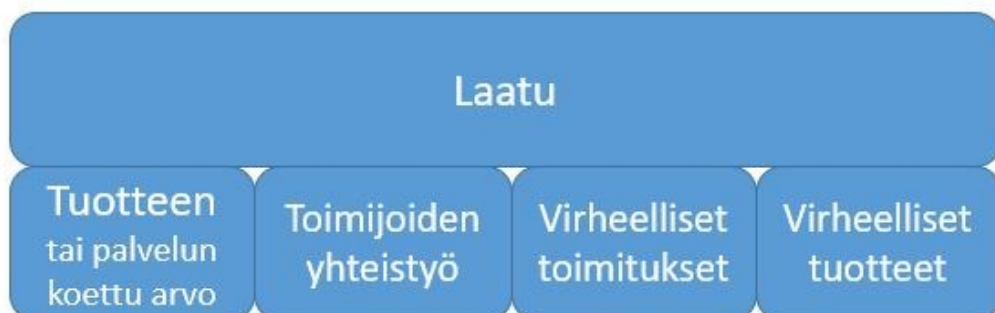 Laatu
Tuotteen
tai palvelun
koettu arvo
Toimijoiden
yhteistyö
Virheelliset
toimitukset
Virheelliset
tuotteet